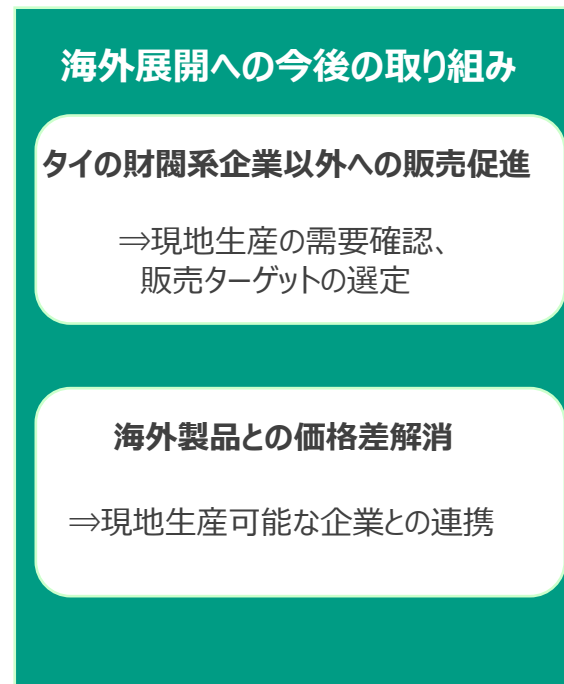 海外展開への今後の取り組み
タイの財閥系企業以外への販売促進
⇒現地生産の需要確認、
販売ターゲットの選定
海外製品との価格差解消
⇒現地生産可能な企業との連携